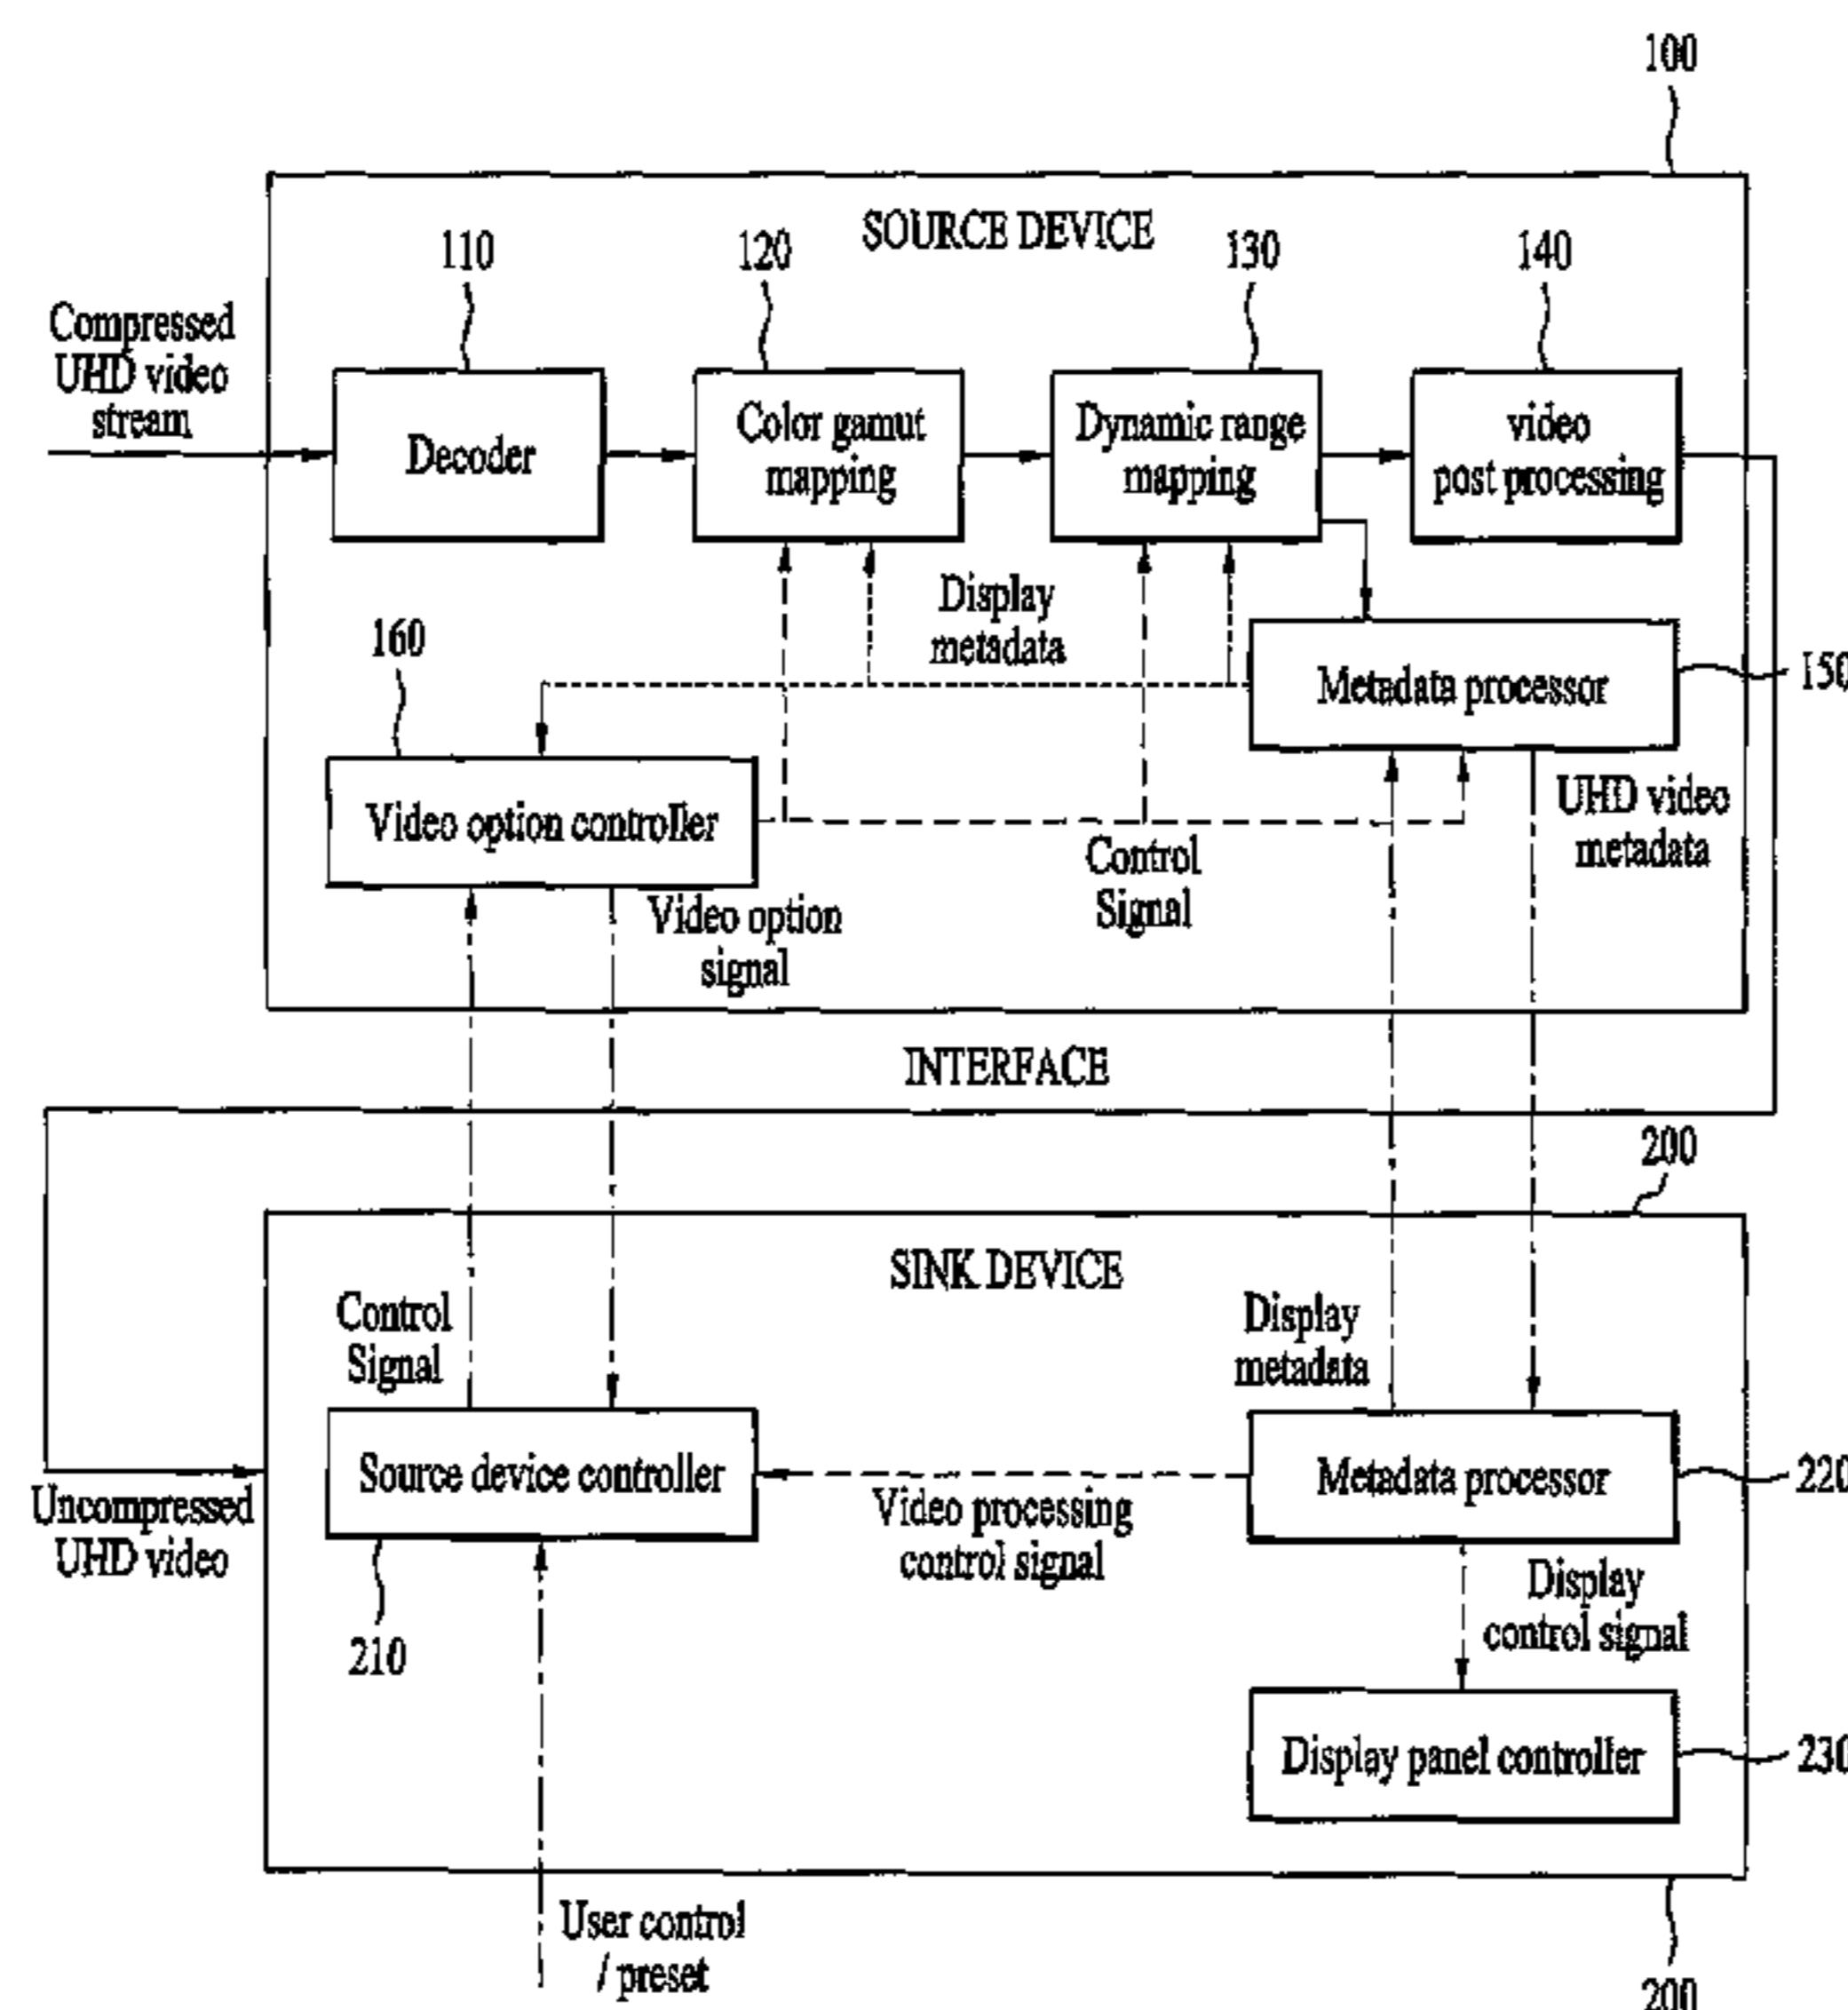 100
SOURCE DEVICE
110
120
130
140
Compressed
UHD video
stream
Decoder
Color gamut
mapping
Dynamic range
mapping
video
post processing
Display
metadata
160
Metadata processor
150
Video option controller
UHD video
metadata
Control
Signal
Video option
signal
INTERFACE
200
SINK DEVICE
Control
Signal
Display
metadata
Source device controller
Metadata processor
220
Uncompressed
UHD video
Video processing
control signal
210
Display
control signal
Display panel controller
230
User control
/ preset
200